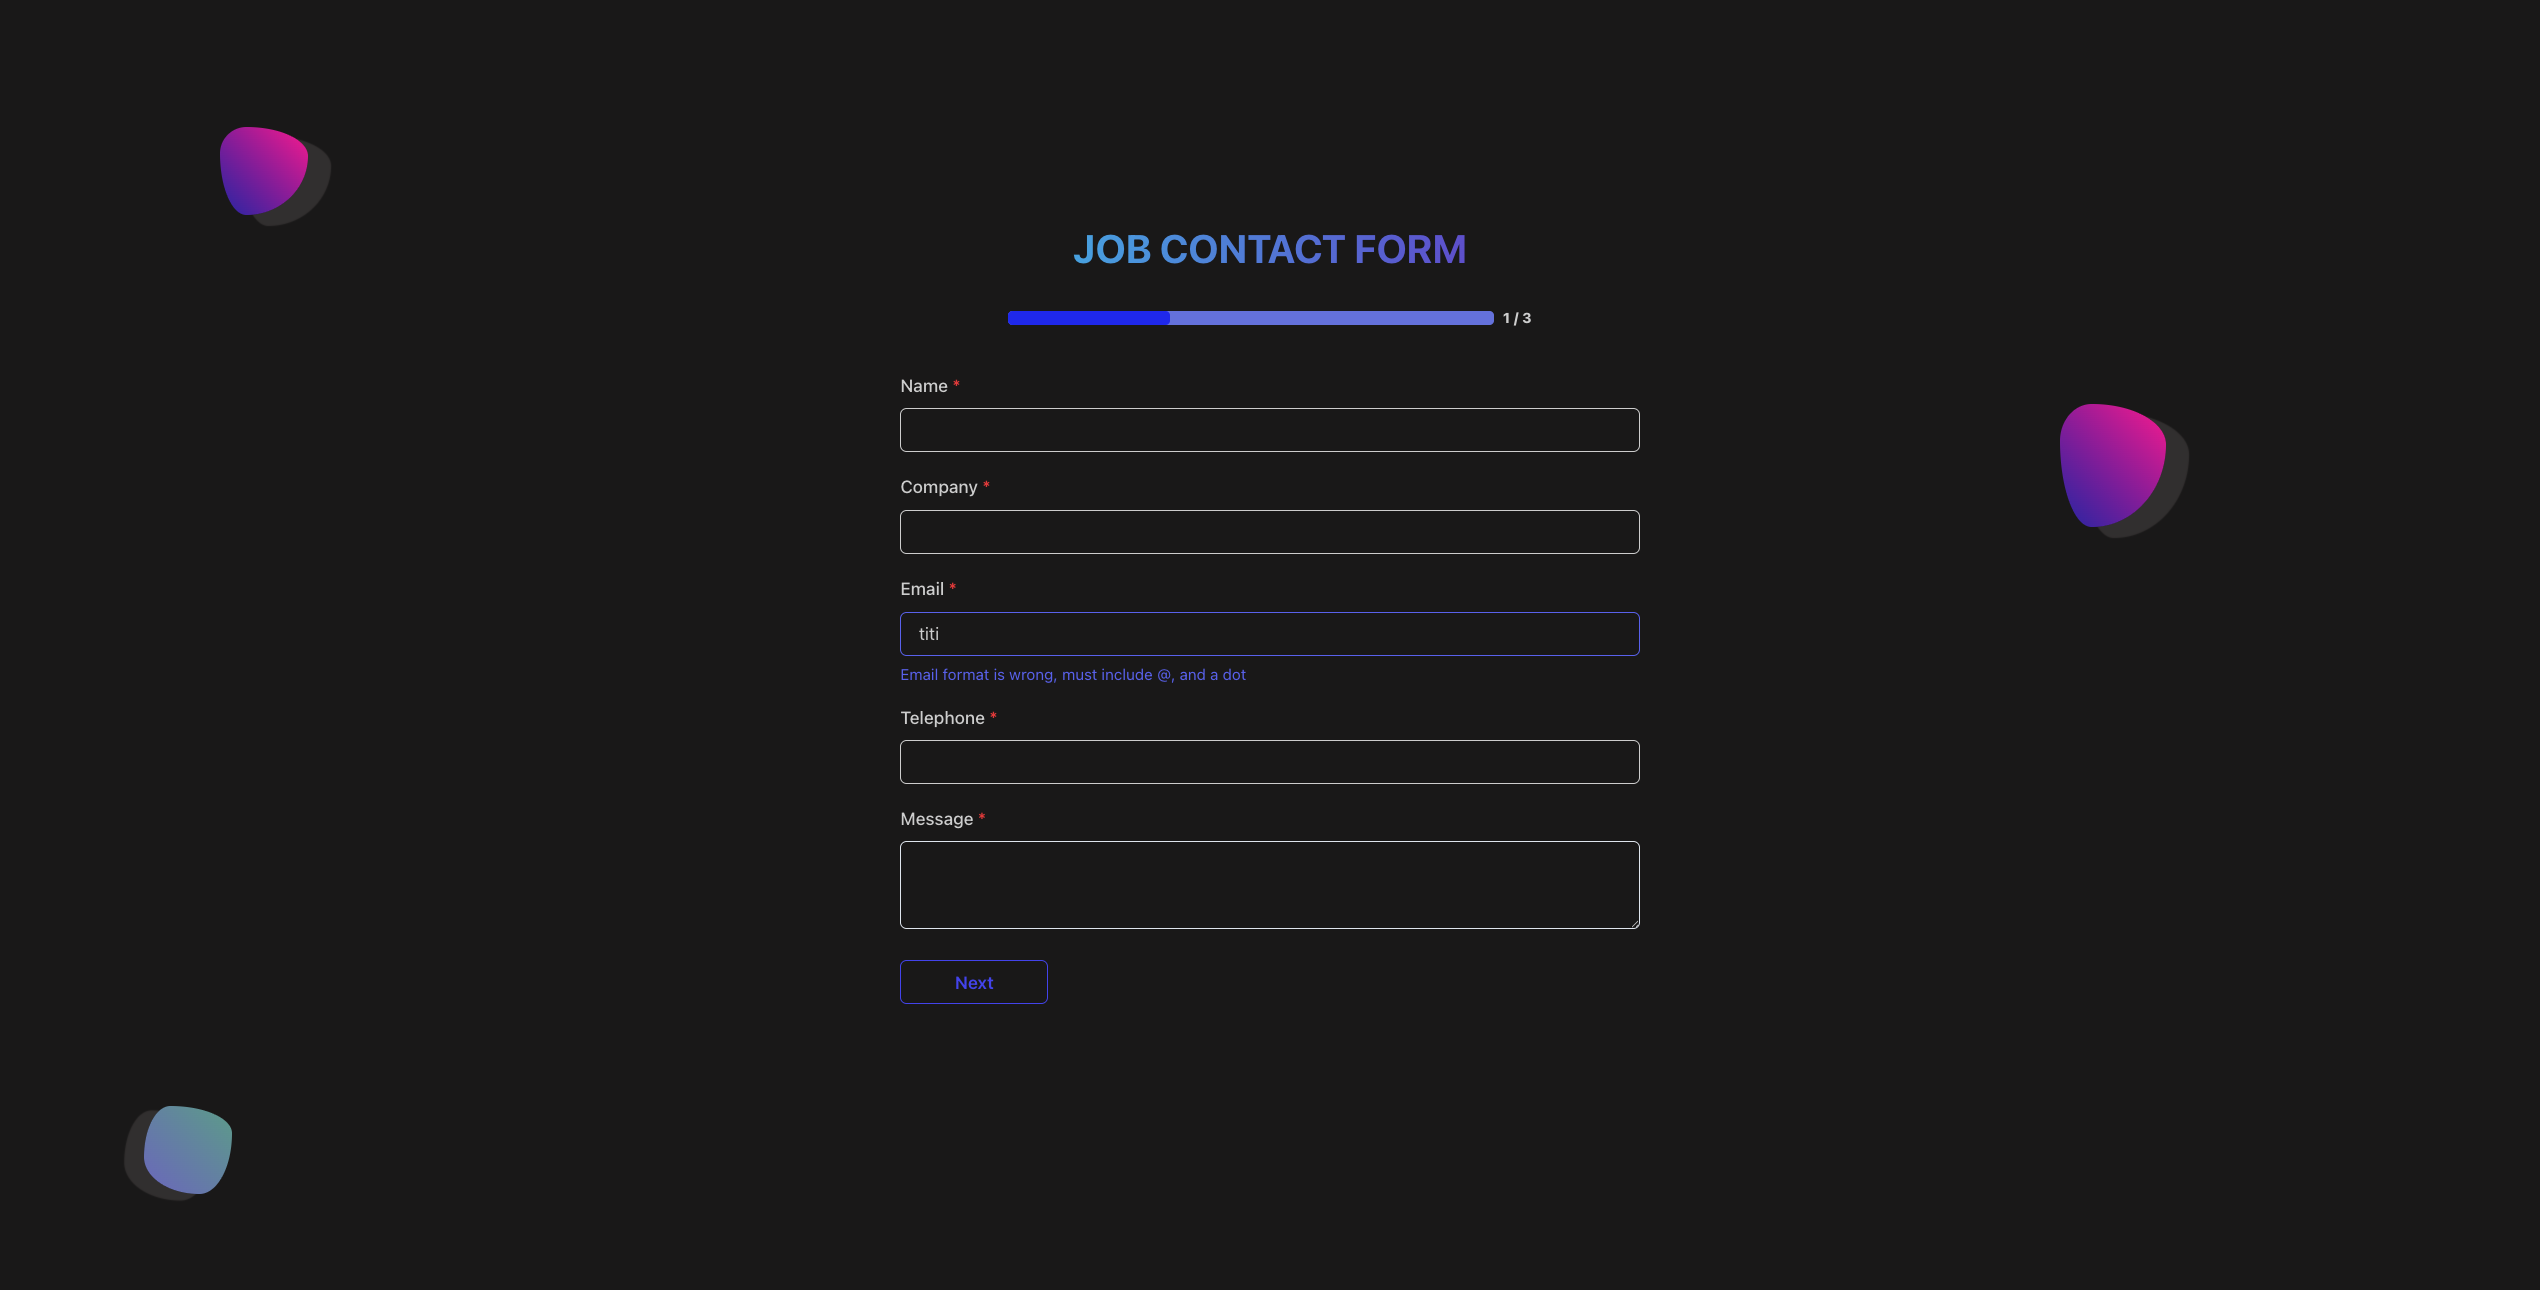 JOB CONTACT FORM
1 / 3
Name *
Company *
Email *
titi
Email format is wrong, must include @, and a dot
Telephone *
Message *
Next